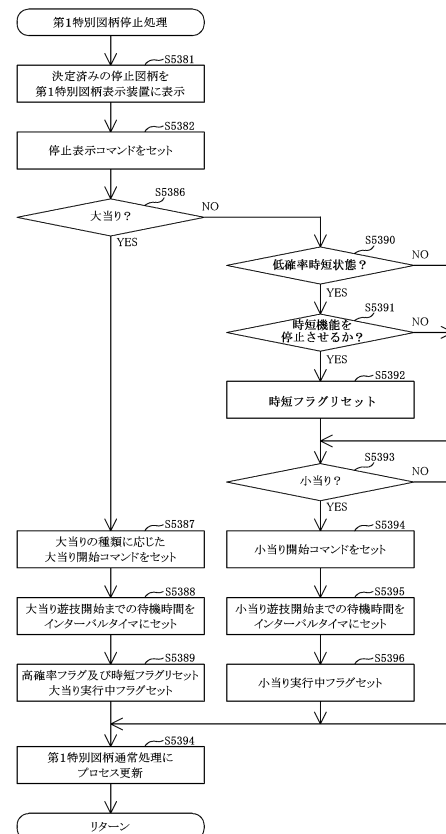 第1特別図柄停止処理
S5381
決定済みの停止図柄を
第1特別図柄表示装置に表示
S5382
停止表示コマンドをセット
S5386
大当り？
NO
YES
S5390
低確率時短状態？
NO
YES
S5391
時短機能を
停止させるか？
NO
YES
S5392
時短フラグリセット
S5393
小当り？
NO
YES
S5387
大当りの種類に応じた
大当り開始コマンドをセット
S5394
小当り開始コマンドをセット
S5388
大当り遊技開始までの待機時間を
インターバルタイマにセット
S5395
小当り遊技開始までの待機時間を
インターバルタイマにセット
S5389
高確率フラグ及び時短フラグリセット
大当り実行中フラグセット
S5396
小当り実行中フラグセット
S5394
第1特別図柄通常処理に
プロセス更新
リターン